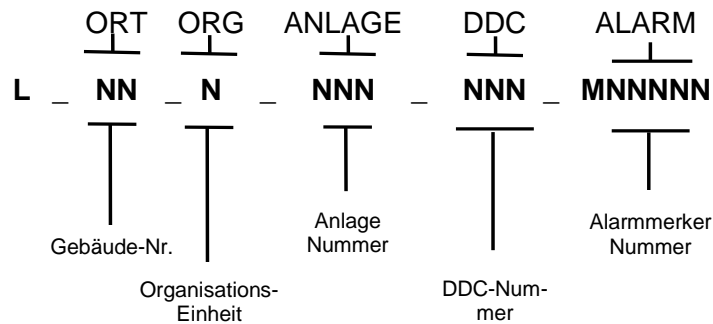 ORT ORG ANLAGE DDC ALARM
L _ NN _ N _ NNN _ NNN _ MNNNNN
Gebäude-Nr.
Organisations-
Einheit
Anlage
Nummer
DDC-Num-
mer
Alarmmerker
Nummer